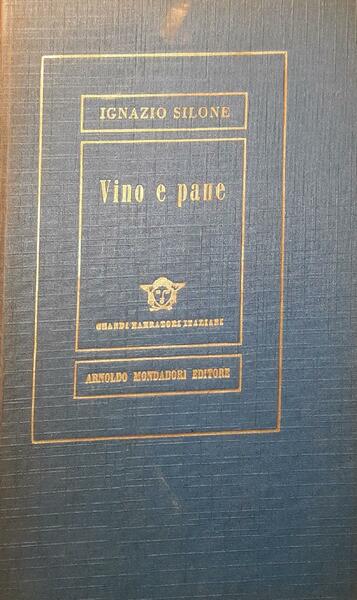 IGNAZIO SILONE
Vino e pane
GRANDI NARRATORI ITALIANI
ARNOLDO MONDADORI EDITORE